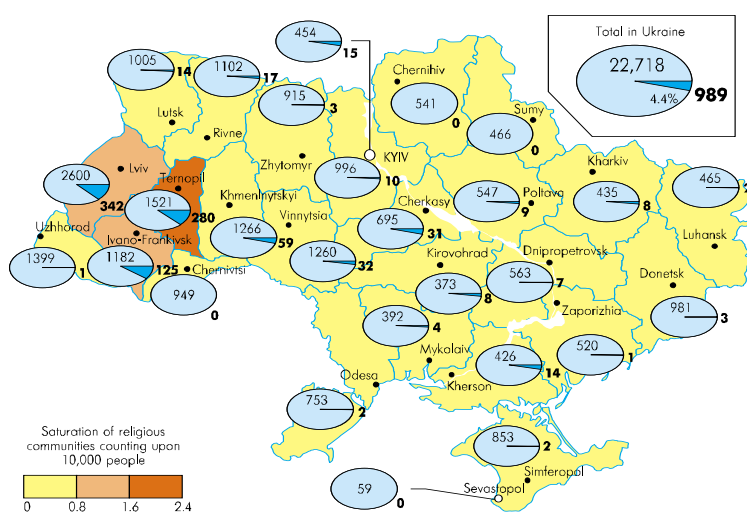 454
15
Total in Ukraine
22,718
4.4%
989
1005
14
1102
17
Chernihiv
541
0
915
3
Sumy
466
0
Lutsk
Rivne
KYIV
996
10
Zhytomyr
Kharkiv
435
8
465
Lviv
2600
342
Ternopil
1521
280
Khmelnytskyi
1266
59
Vinnytsia
1260
32
Cherkasy
695
31
547
9
Poltava
Luhansk
Uzhhorod
1399
1
Ivano-Frankivsk
1182
125
Chernivtsi
949
0
Kirovohrad
373
8
Dnipropetrovsk
563
7
Donetsk
981
3
Zaporizhia
520
1
392
4
Mykolaiv
426
14
Kherson
Odesa
753
2
853
2
Simferopol
Sevastopol
59
0
Saturation of religious
communities counting upon
10,000 people
0 0.8 1.6 2.4